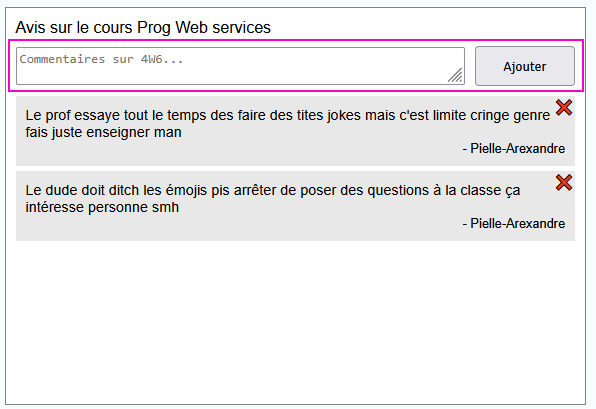 Avis sur le cours Prog Web services
Commentaires sur 4W6...
Ajouter
Le prof essaye tout le temps des faire des tites jokes mais c'est limite cringe genre
fais juste enseigner man
- Pielle-Arexandre
Le dude doit ditch les émojis pis arrêter de poser des questions à la classe ça
intéresse personne smh
- Pielle-Arexandre